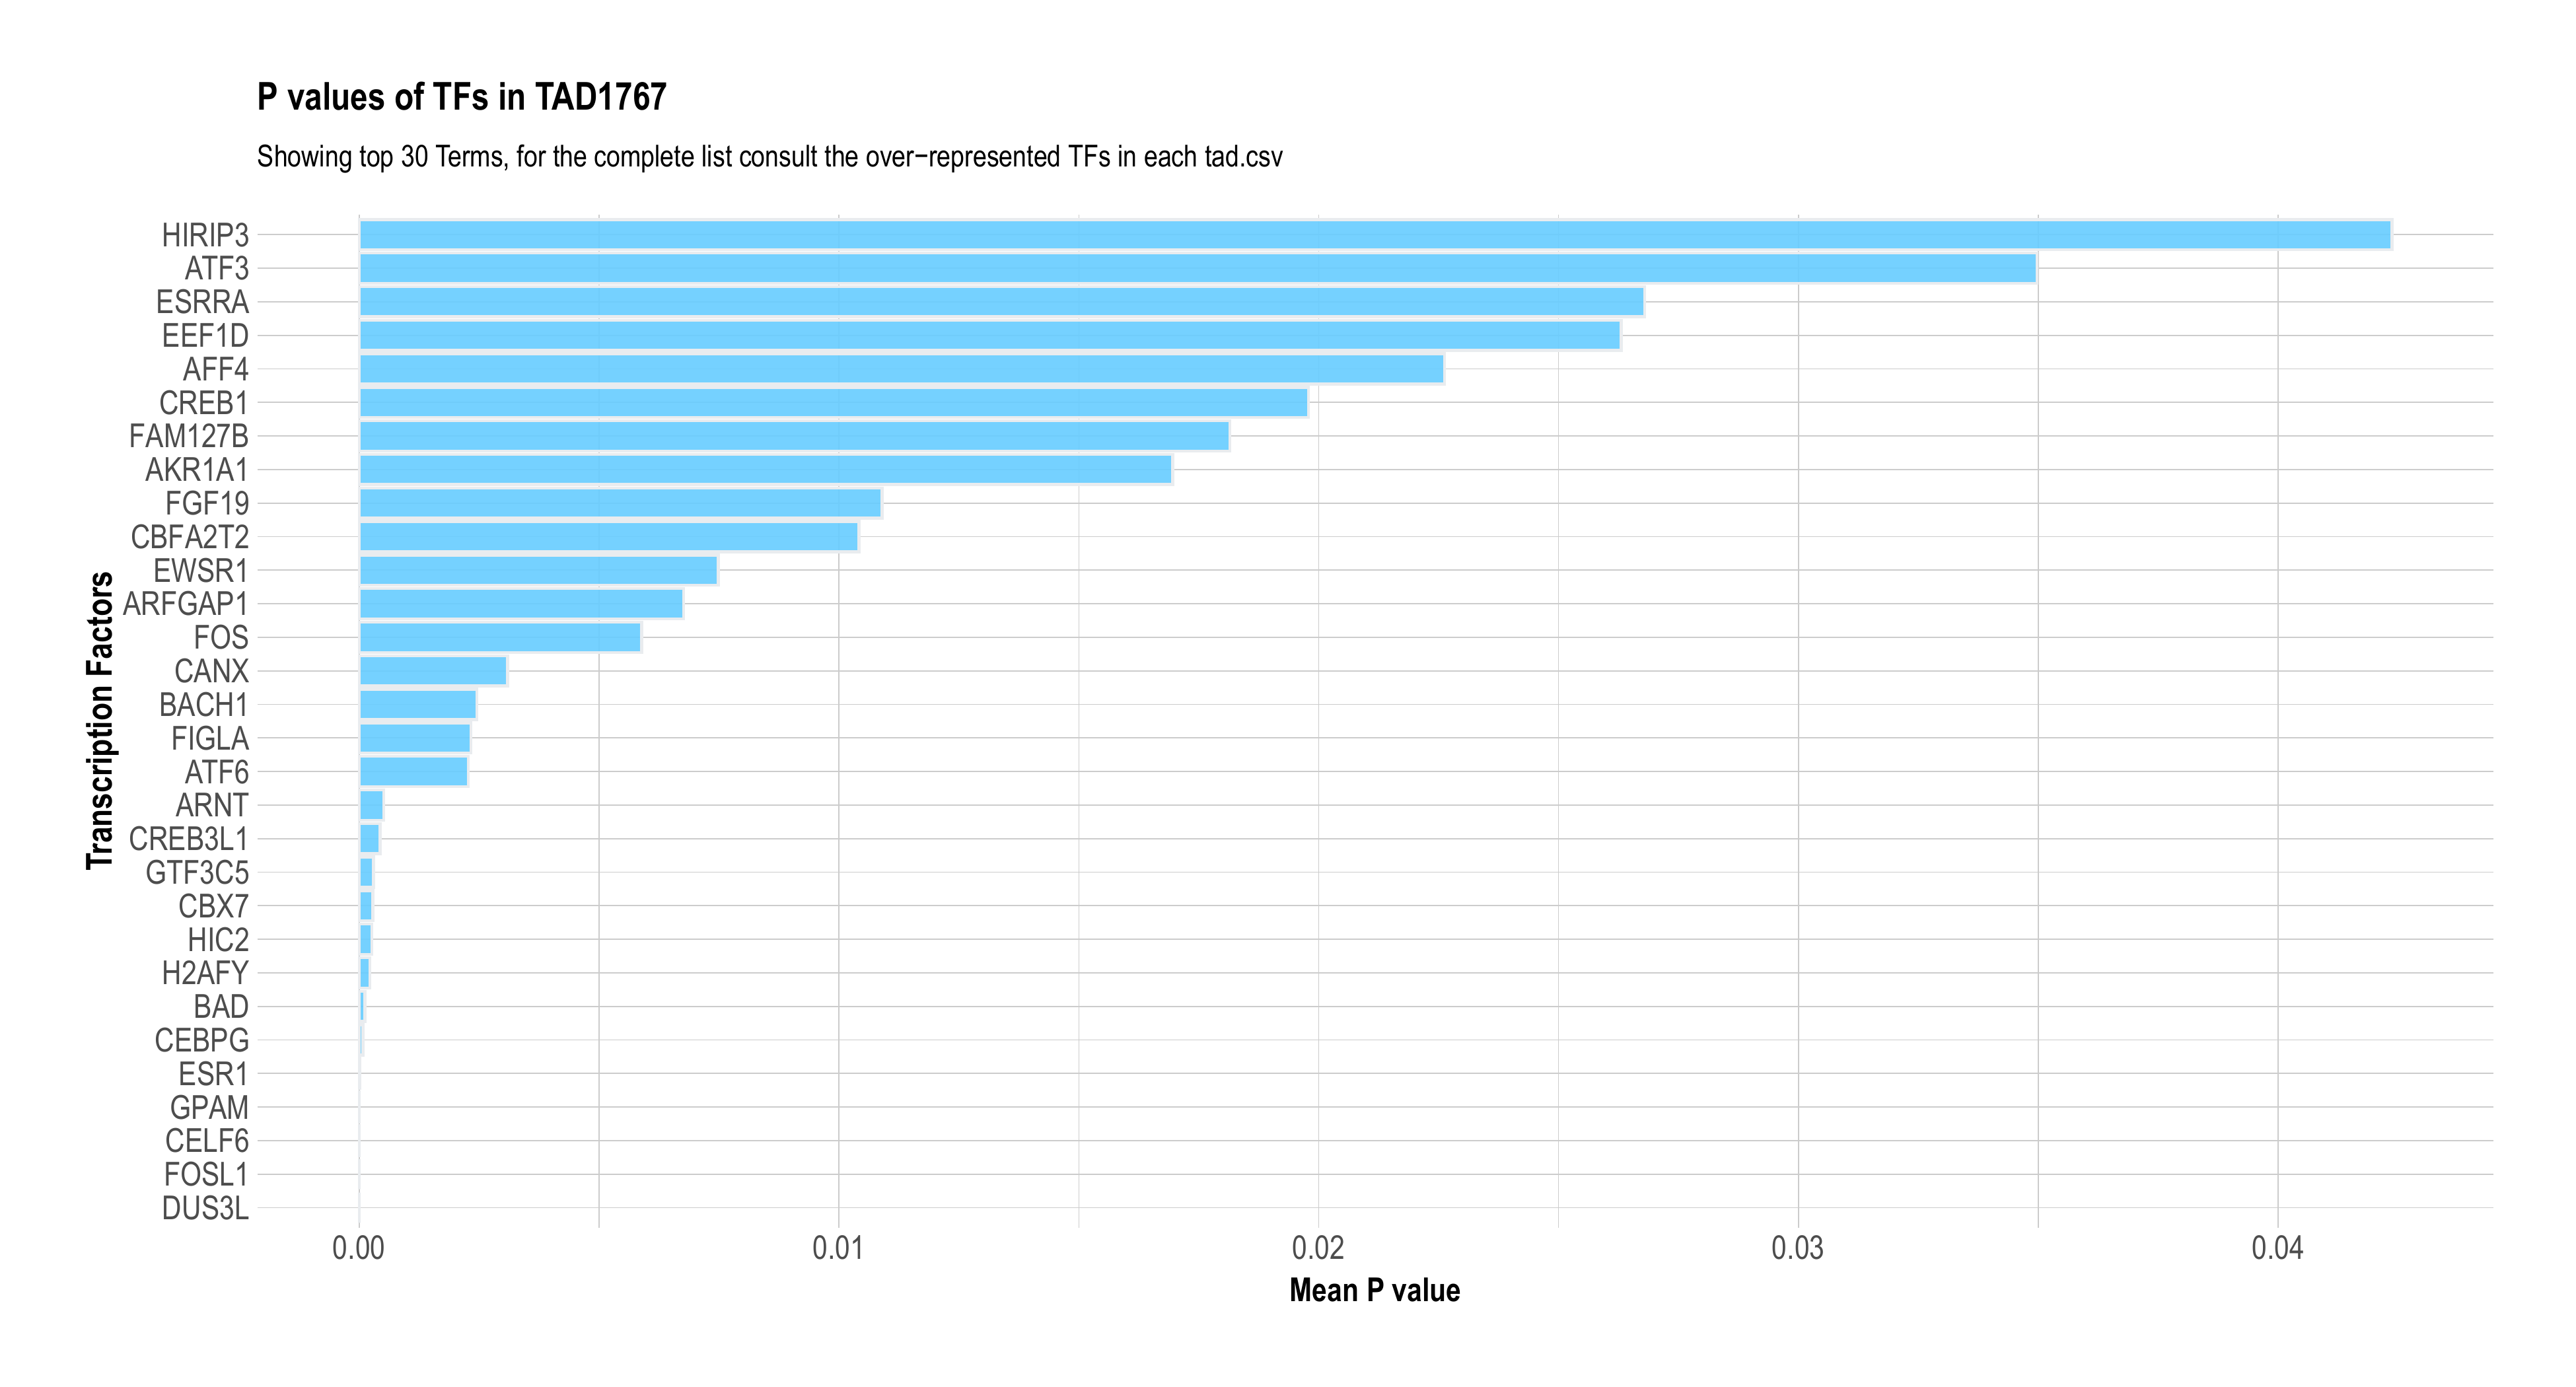 P values of TFs in TAD1767
Showing top 30 Terms, for the complete list consult the over−represented TFs in each tad.csv
Transcription Factors
HIRIP3
ATF3
ESRRA
EEF1D
AFF4
CREB1
FAM127B
AKR1A1
FGF19
CBFA2T2
EWSR1
ARFGAP1
FOS
CANX
BACH1
FIGLA
ATF6
ARNT
CREB3L1
GTF3C5
CBX7
HIC2
H2AFY
BAD
CEBPG
ESR1
GPAM
CELF6
FOSL1
DUS3L
0.00 0.01 0.02 0.03 0.04
Mean P value